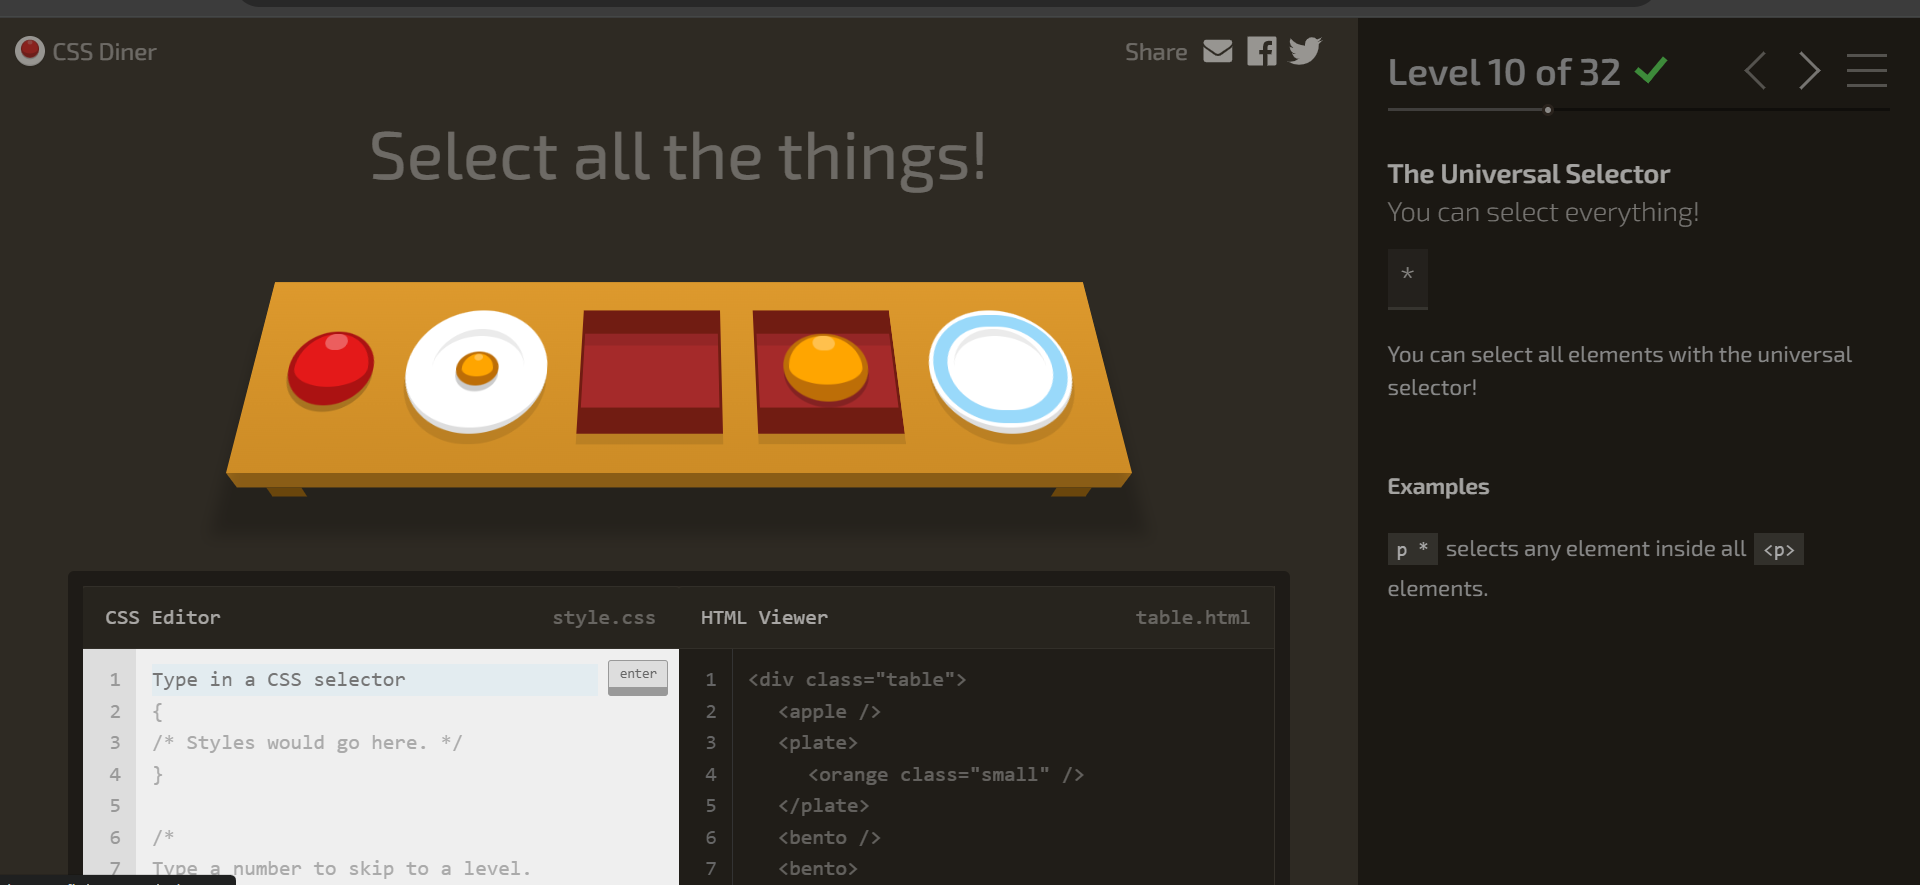 CSS Diner
Share
Select all the things!
Level 10 of 32
The Universal Selector
You can select everything!
*
You can select all elements with the universal
selector!
Examples
p * selects any element inside all <p>
elements.
CSS Editor style.css
1 Type in a CSS selector enter
2 {
3 /* Styles would go here. */
4 }
5
6 /*
7 Type a number to skip to a level.
HTML Viewer table.html
1 <div class="table">
2 <apple />
3 <plate>
4 <orange class="small" />
5 </plate>
6 <bento />
7 <bento>